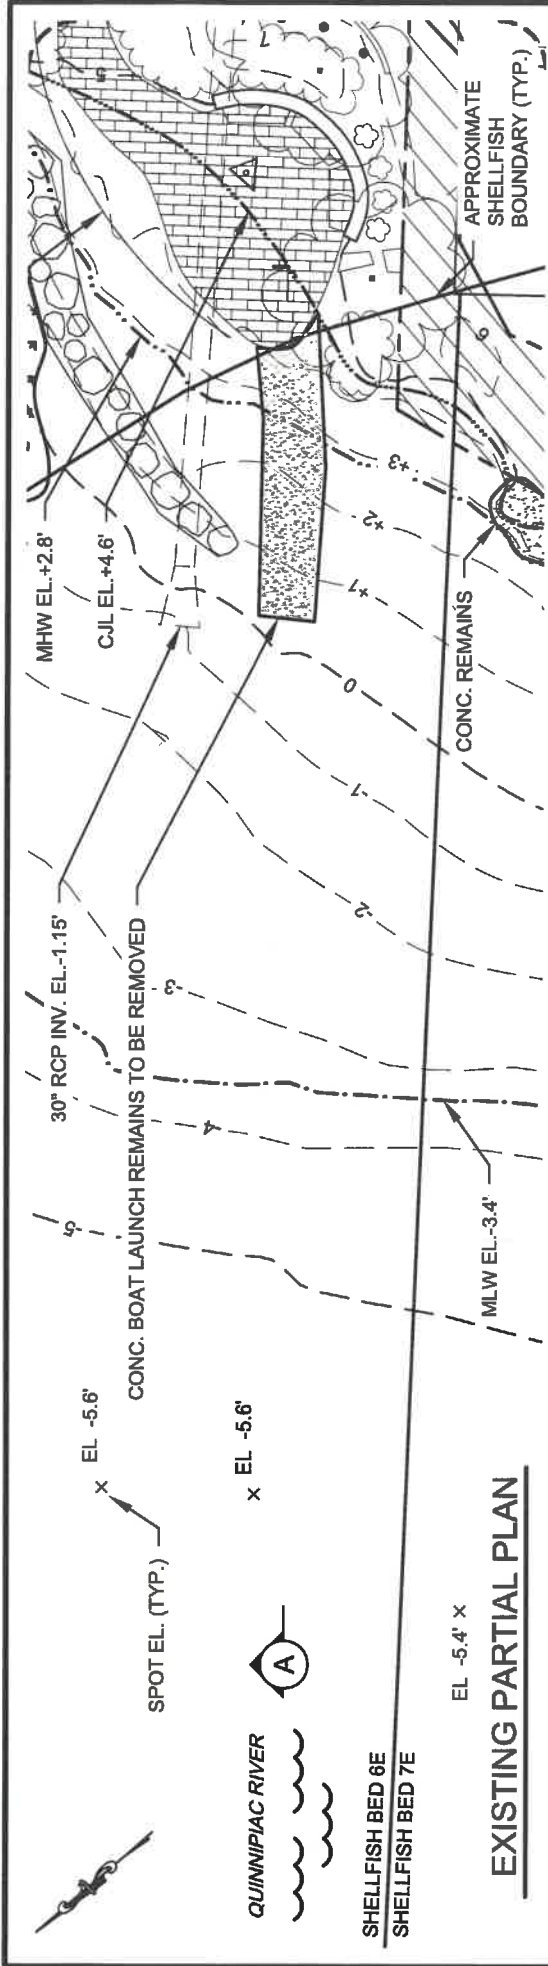 MHW EL.+2.8'
CJL EL.+4.6'
30" RCP INV. EL.-1.15'
CONC. BOAT LAUNCH REMAINS TO BE REMOVED
EL -5.6'
SPOT EL. (TYP.)
EL -5.6'
A
QUINNIPIAC RIVER
SHELLFISH BED 6E
SHELLFISH BED 7E
EL -5.4'
MLW EL.-3.4'
CONC. REMAINS
APPROXIMATE
SHELLFISH
BOUNDARY (TYP.)
-5
-4
-3
-2
-1
0
+1
+2
+3
5
6
7
EXISTING PARTIAL PLAN